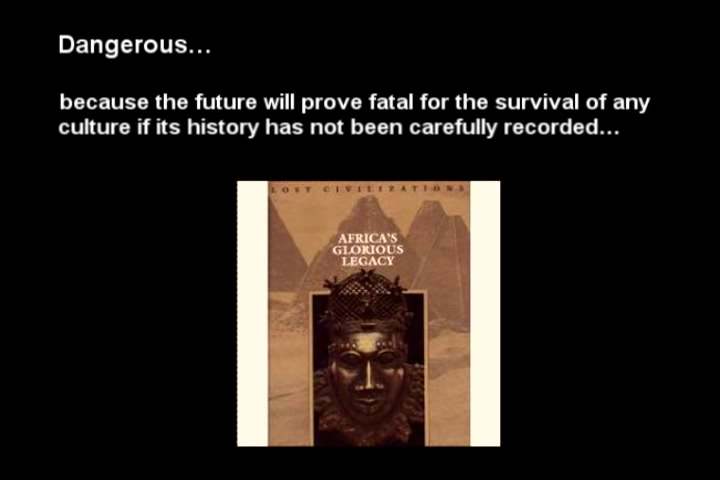 Dangerous…
because the future will prove fatal for the survival of any
culture if its history has not been carefully recorded…
LOST CIVILIZATIONS
AFRICA'S
GLORIOUS
LEGACY